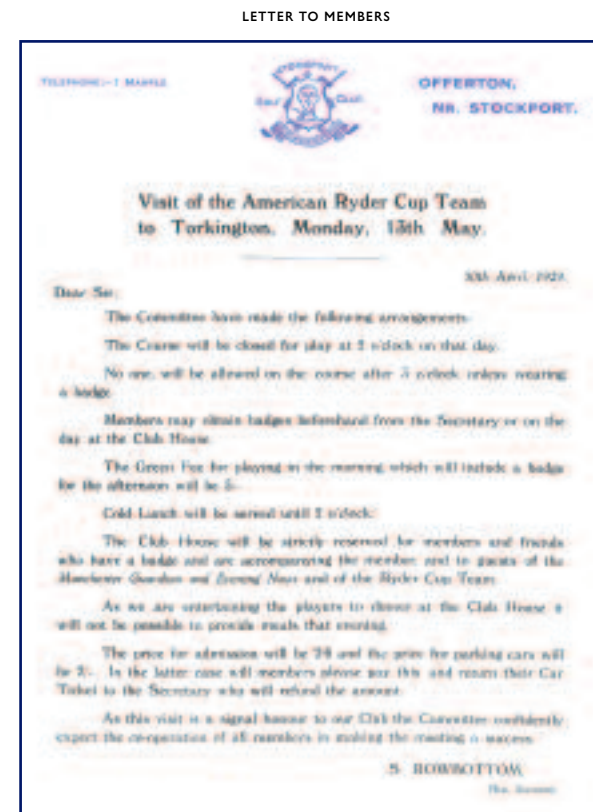 LETTER TO MEMBERS
TELEPHONE:- 7 MARPLE
STOCKPORT
GOLF CLUB
OFFERTON,
NR. STOCKPORT.
Visit of the American Ryder Cup Team
to Torkington, Monday, 13th May.
April, 1929.
Dear Sir,
The Committee have made the following arrangements
The Course will be closed for play at o'clock on that day.
No one, will be allowed on the course after o'clock unless wearing
a badge
Members may obtain badges beforehand from the Secretary or on the
day at the Club House
The Green Fee for playing in the morning which will include a badge
for the afternoon will be
Cold Lunch will be served until o'clock
The Club House will be strictly reserved for members and friends
who have a badge and are accompanying the member and to guests of the
Manchester Guardian and Evening News and of the Ryder Cup Team
As we are entertaining the players to dinner at the Club House it
will not be possible to provide meals that evening
The price for admission will be and the price for parking cars will
be In the latter case will members please pay this and return their Car
Ticket to the Secretary who will refund the amount
As this visit is a signal honour to our Club the Committee confidently
expect the co-operation of all members in making the meeting a success
S ROWBOTTOM